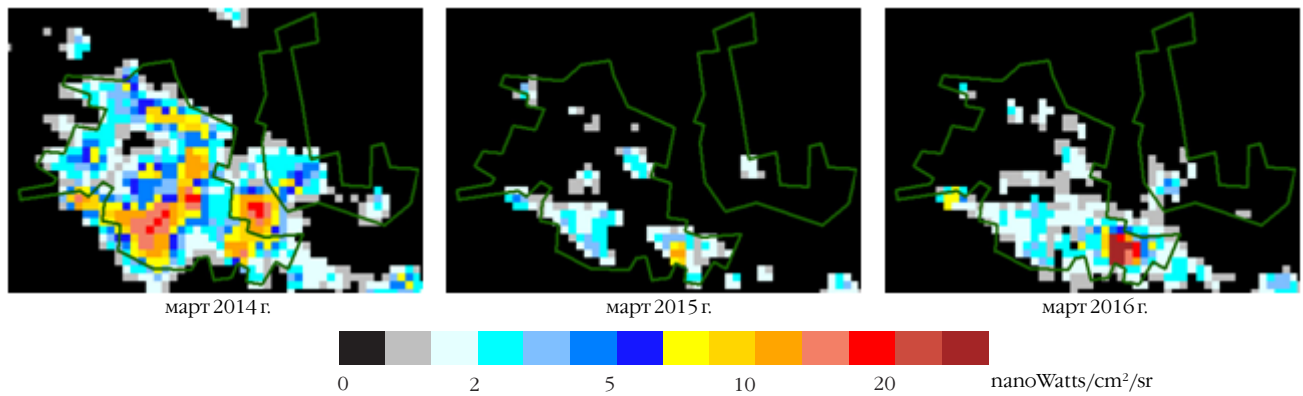 март 2014 г. март 2015 г. март 2016 г.
0 2 5 10 20 nanoWatts/cm²/sr